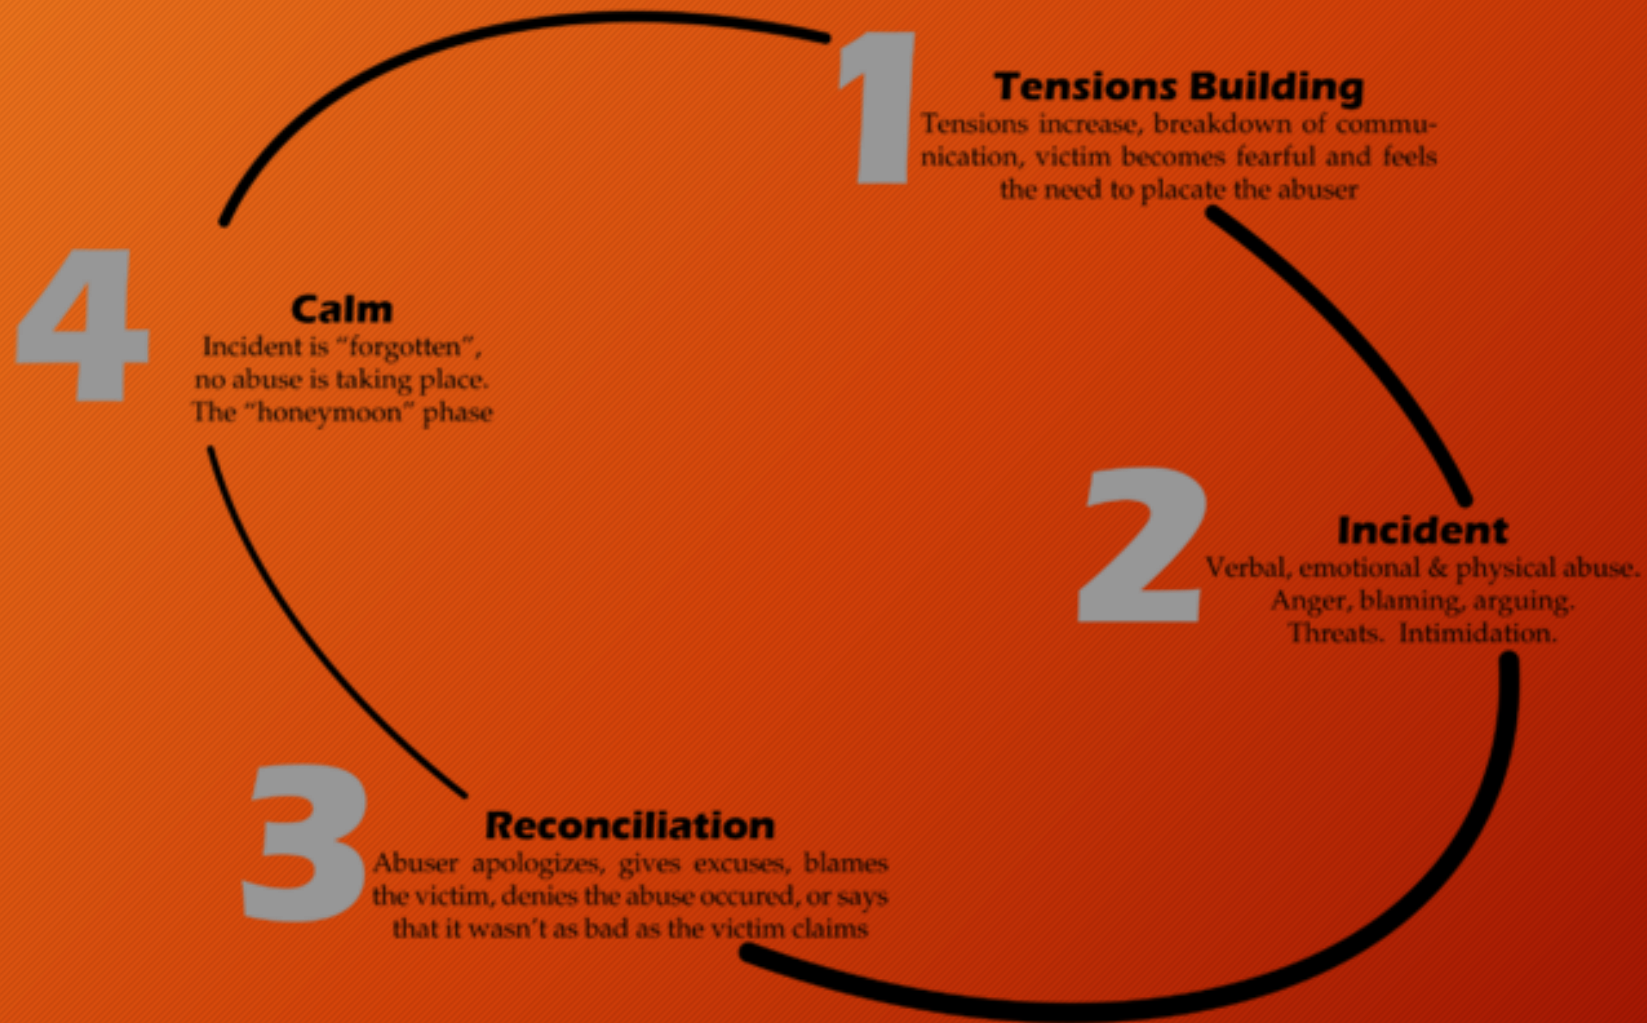 1
Tensions Building
Tensions increase, breakdown of commu-
nication, victim becomes fearful and feels
the need to placate the abuser
2
Incident
Verbal, emotional & physical abuse.
Anger, blaming, arguing.
Threats.  Intimidation.
3
Reconciliation
Abuser apologizes, gives excuses, blames
the victim, denies the abuse occured, or says
that it wasn't as bad as the victim claims
4
Calm
Incident is “forgotten”,
no abuse is taking place.
The “honeymoon” phase